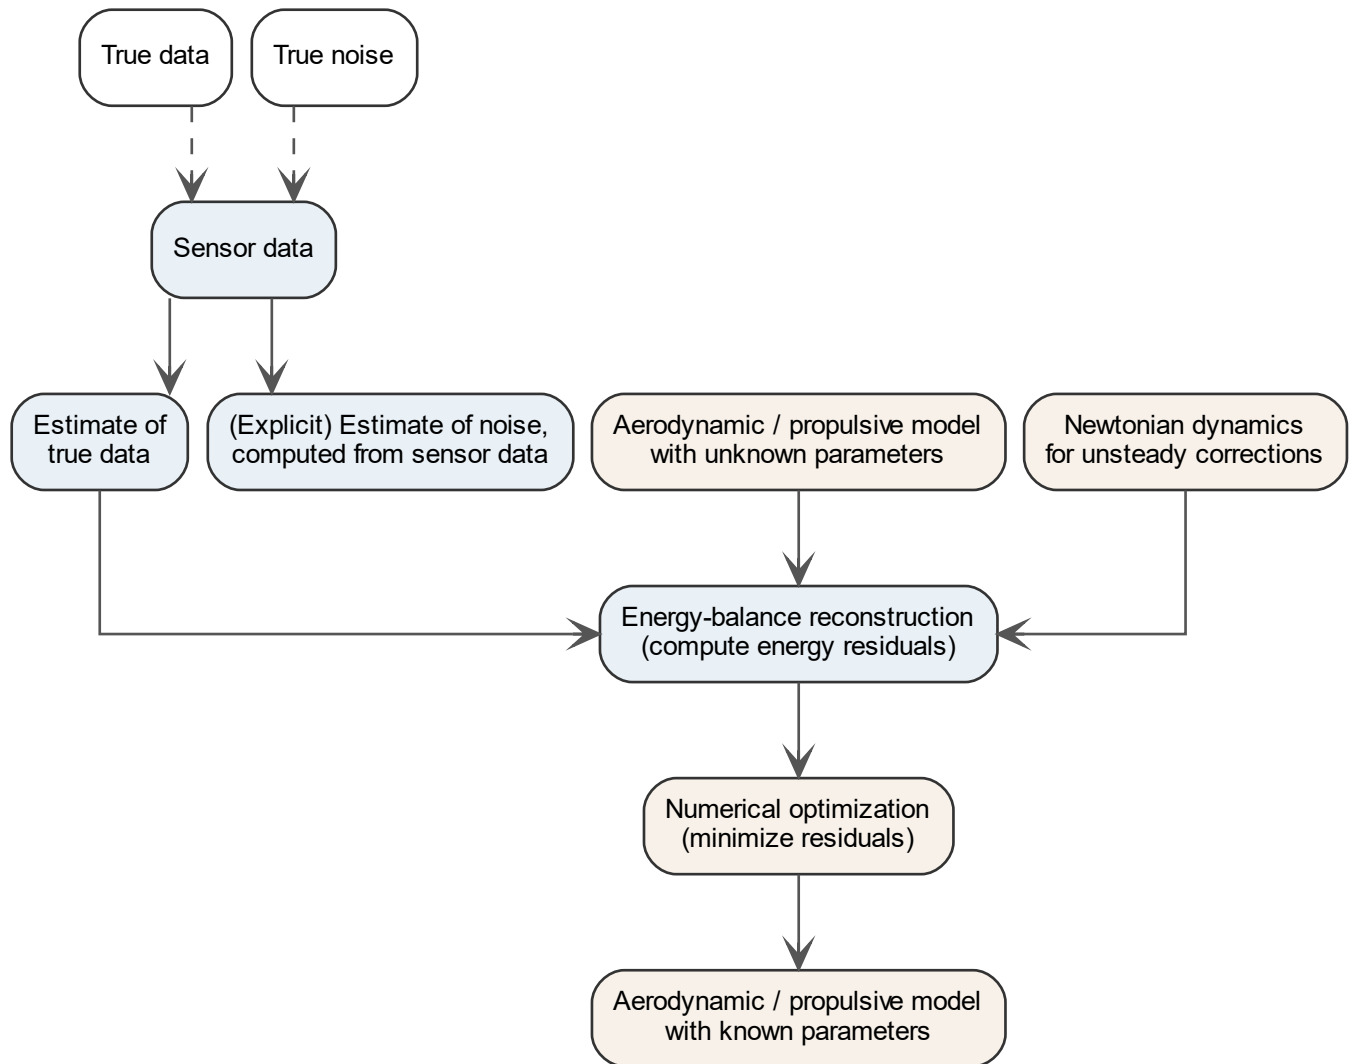 True data
True noise
Sensor data
Estimate of
true data
(Explicit) Estimate of noise,
computed from sensor data
Aerodynamic / propulsive model
with unknown parameters
Newtonian dynamics
for unsteady corrections
Energy-balance reconstruction
(compute energy residuals)
Numerical optimization
(minimize residuals)
Aerodynamic / propulsive model
with known parameters